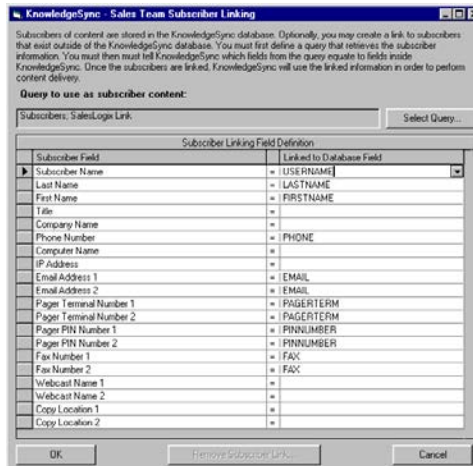 KnowledgeSync - Sales Team Subscriber Linking
Subscribers of content are stored in the KnowledgeSync database. Optionally, you may create a link to subscribers
that exist outside of the KnowledgeSync database. You must first define a query that retrieves the subscriber
information. You must then must tell KnowledgeSync which fields from the query equate to fields inside
KnowledgeSync. Once the subscribers are linked, KnowledgeSync will use the linked information in order to perform
content delivery.
Query to use as subscriber content:
Subscribers; SalesLogix Link
Select Query...
Subscriber Linking Field Definition
Subscriber Field Linked to Database Field
Subscriber Name = USERNAME
Last Name = LASTNAME
First Name = FIRSTNAME
Title =
Company Name =
Phone Number = PHONE
Computer Name =
IP Address =
Email Address 1 = EMAIL
Email Address 2 = EMAIL
Pager Terminal Number 1 = PAGERTERM
Pager Terminal Number 2 = PAGERTERM
Pager PIN Number 1 = PINNUMBER
Pager PIN Number 2 = PINNUMBER
Fax Number 1 = FAX
Fax Number 2 = FAX
Webcast Name 1 =
Webcast Name 2 =
Copy Location 1 =
Copy Location 2 =
OK Remove Subscriber Link... Cancel